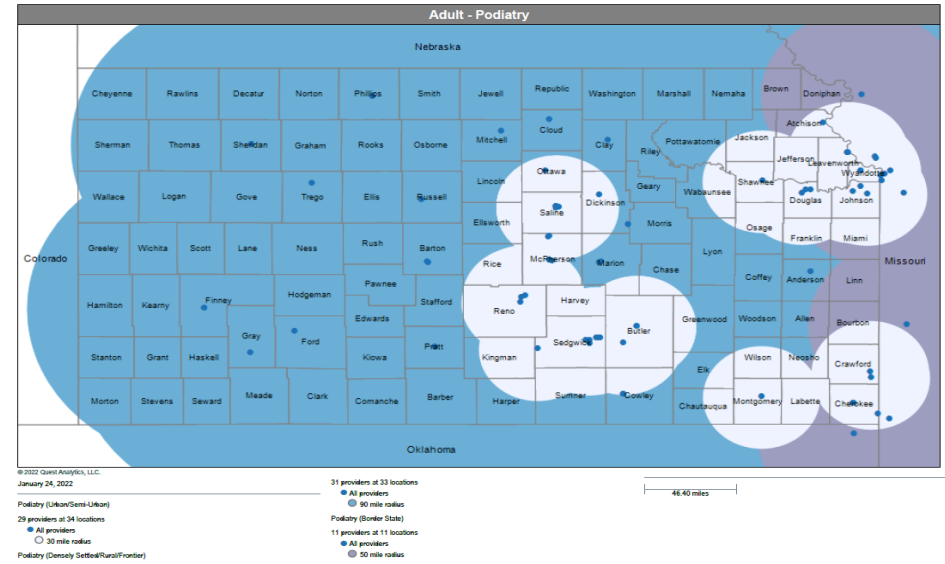 Adult - Podiatry
Nebraska
Cheyenne Rawlins Decatur Norton Phillips Smith Jewell Republic Washington Marshall Nemaha Brown Doniphan
Atchison
Sherman Thomas Sheridan Graham Rooks Osborne Mitchell Cloud Clay Riley Pottawatomie Jackson
Jefferson Leavenworth
Wyandotte
Wallace Logan Gove Trego Ellis Russell Lincoln Ottawa Geary Wabaunsee Shawnee Douglas Johnson
Saline Dickinson
Greeley Wichita Scott Lane Ness Rush Barton Ellsworth Morris Lyon Osage Franklin Miami
Colorado
Missouri
Rice McPherson Marion Chase Coffey Anderson Linn
Hamilton Kearny Finney Hodgeman Pawnee Stafford Reno Harvey
Gray Ford Edwards Pratt Sedgwick Butler Greenwood Woodson Allen Bourbon
Stanton Grant Haskell Kiowa Kingman Elk Wilson Neosho Crawford
Morton Stevens Seward Meade Clark Comanche Barber Harper Sumner Cowley Chautauqua Montgomery Labette Cherokee
Oklahoma
© 2022 Quest Analytics, LLC.
January 24, 2022
Podiatry (Urban/Semi-Urban)
29 providers at 34 locations
All providers
30 mile radius
Podiatry (Densely Settled/Rural/Frontier)
31 providers at 33 locations
All providers
90 mile radius
Podiatry (Border State)
11 providers at 11 locations
All providers
50 mile radius
46.40 miles